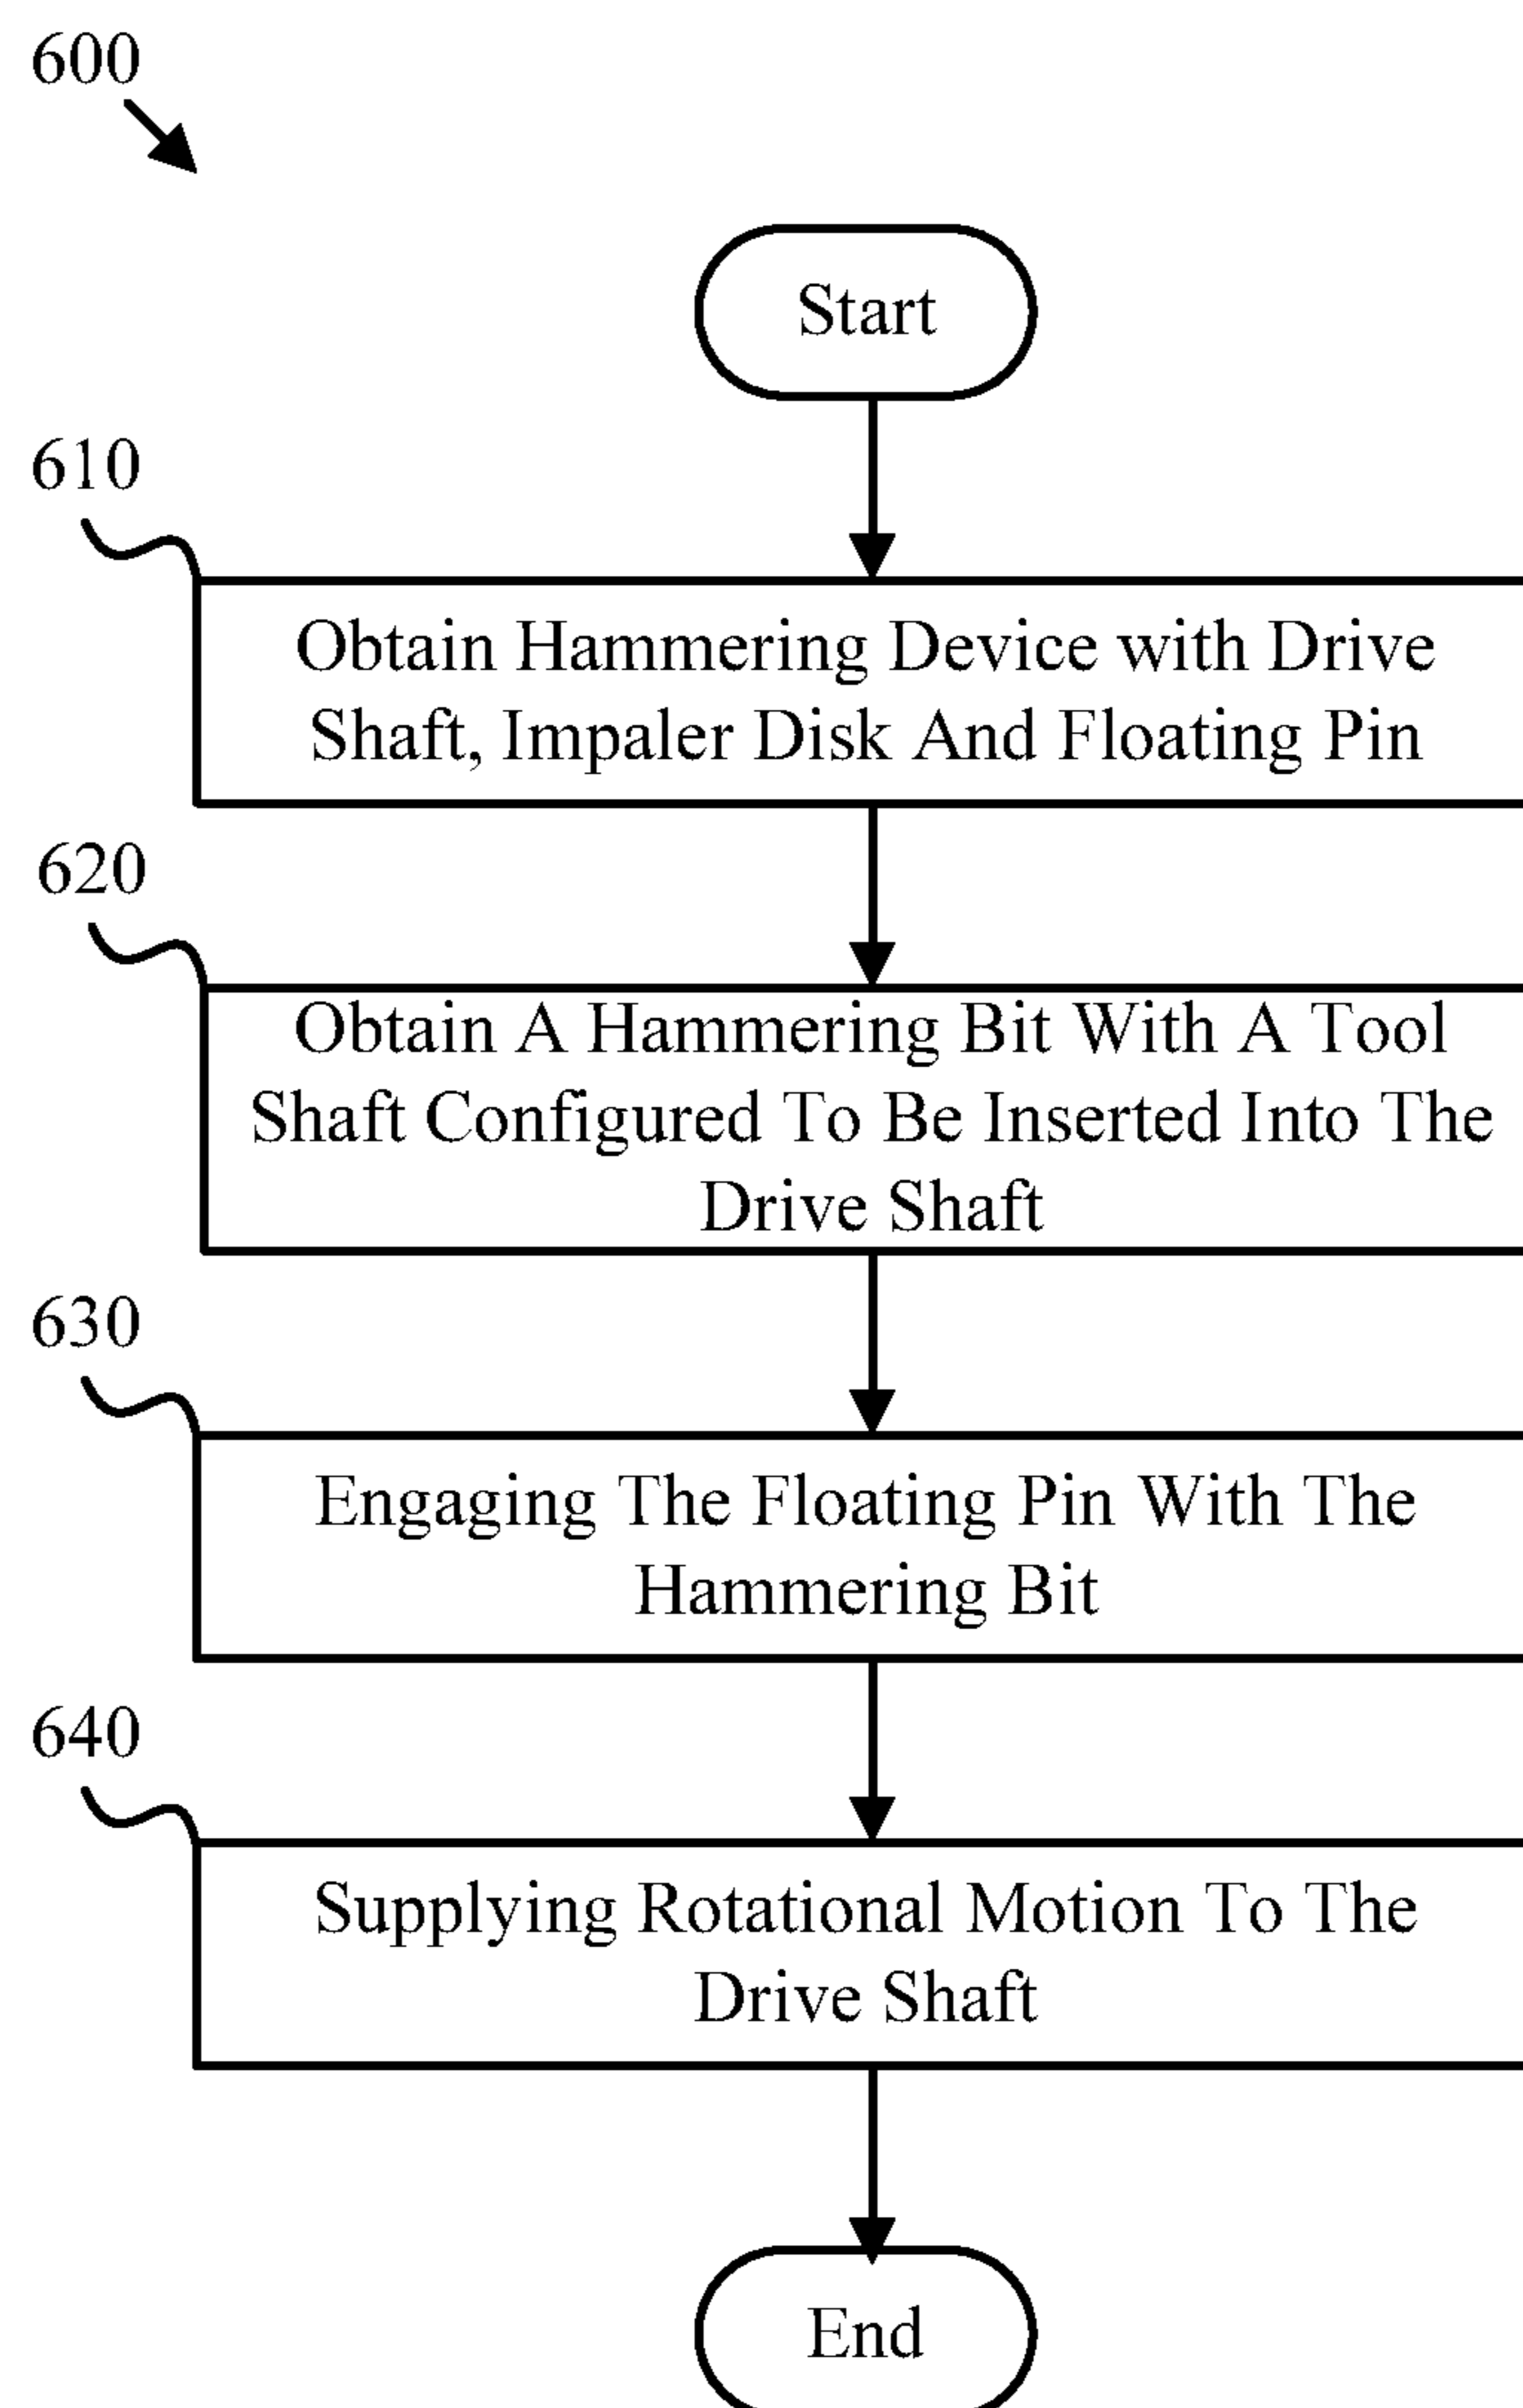 600
Start
610
Obtain Hammering Device with Drive
Shaft, Impaler Disk And Floating Pin
620
Obtain A Hammering Bit With A Tool
Shaft Configured To Be Inserted Into The
Drive Shaft
630
Engaging The Floating Pin With The
Hammering Bit
640
Supplying Rotational Motion To The
Drive Shaft
End